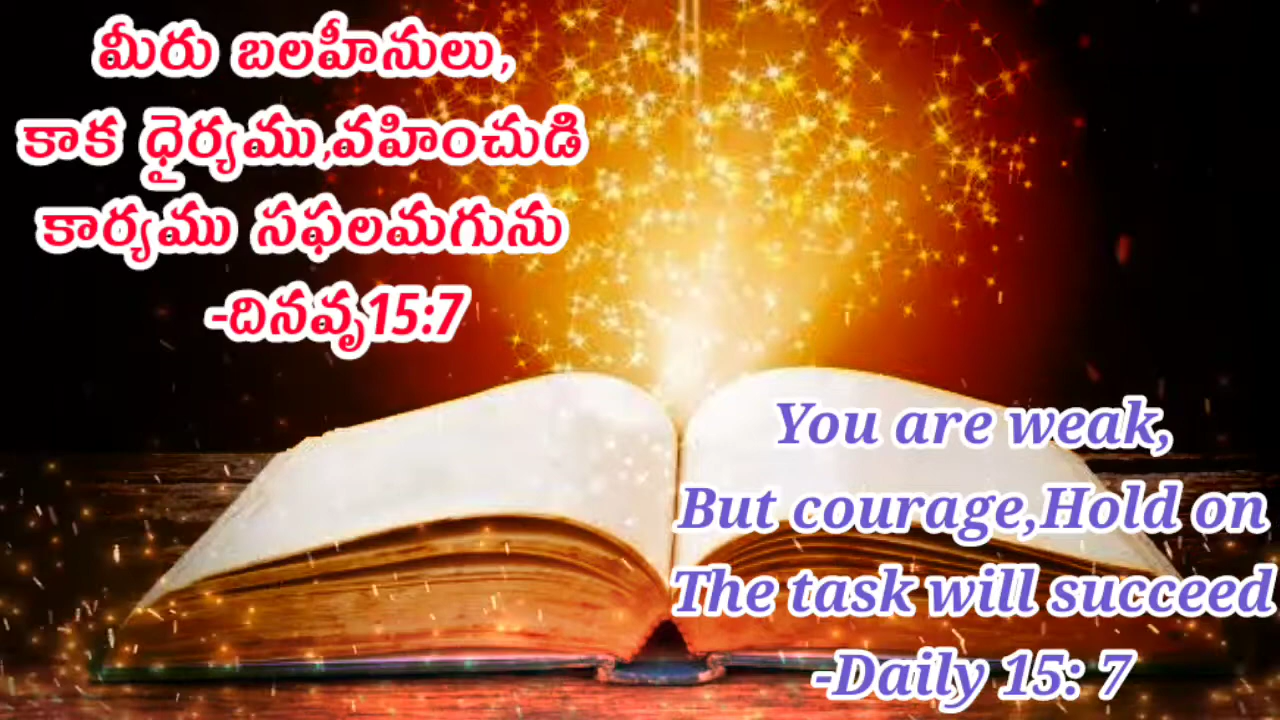 మీరు బలహీనులు,
కాక ధైర్యము,వహించుడి
కార్యము సఫలమగును
-దినవృ15:7
You are weak,
But courage,Hold on
The task will succeed
-Daily 15: 7